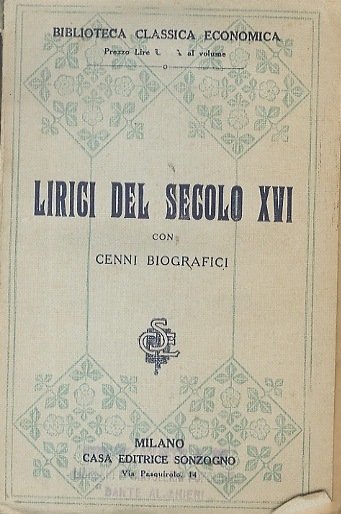 BIBLIOTECA CLASSICA ECONOMICA
Prezzo Lire al volume
LIRICI DEL SECOLO XVI
CON
CENNI BIOGRAFICI
MILANO
CASA EDITRICE SONZOGNO
Via Pasquirolo, 14
DANTE ALIGHIERI